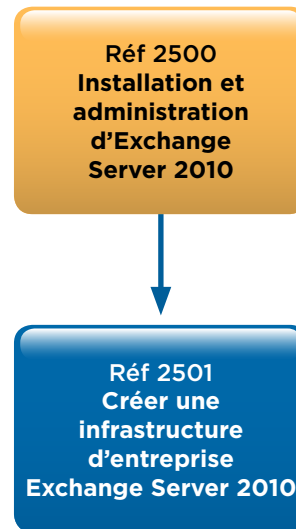 Réf 2500
Installation et
administration
d'Exchange
Server 2010
Réf 2501
Créer une
infrastructure
d'entreprise
Exchange Server 2010